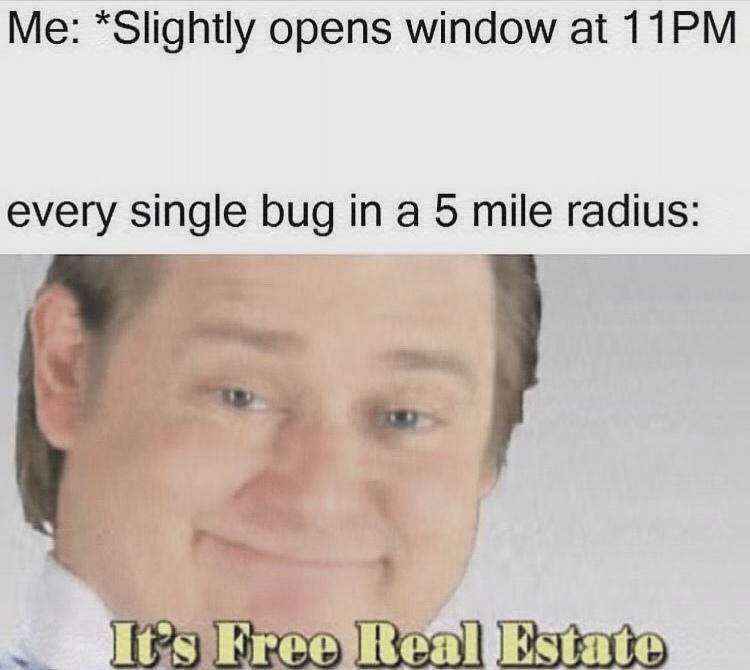 Me: *Slightly opens window at 11PM
every single bug in a 5 mile radius:
It's Free Real Estate